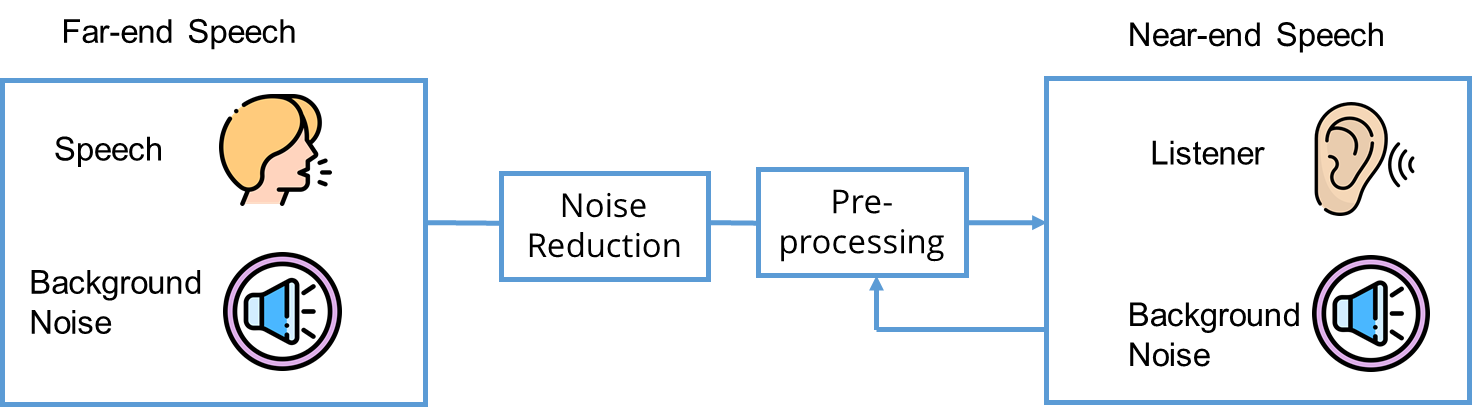 Far-end Speech
Near-end Speech
Speech
Background
Noise
Noise
Reduction
Pre-
processing
Listener
Background
Noise